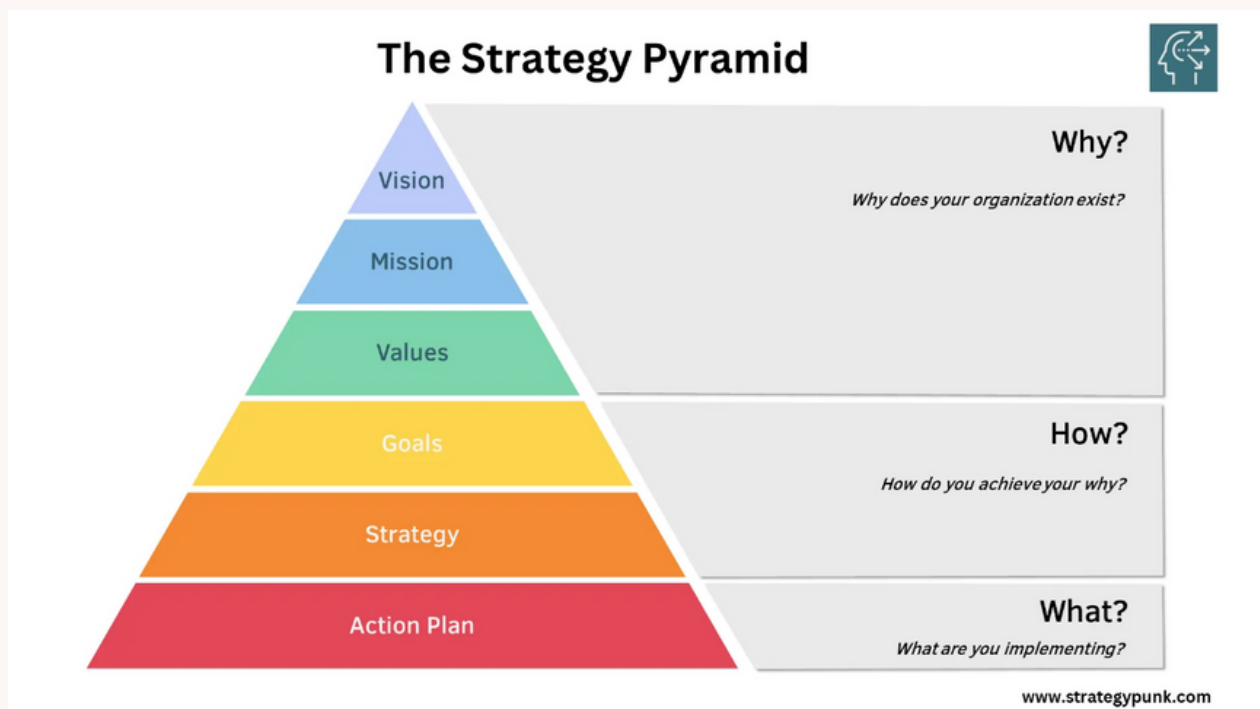 The Strategy Pyramid
Vision
Mission
Values
Goals
Strategy
Action Plan
Why?
Why does your organization exist?
How?
How do you achieve your why?
What?
What are you implementing?
www.strategypunk.com